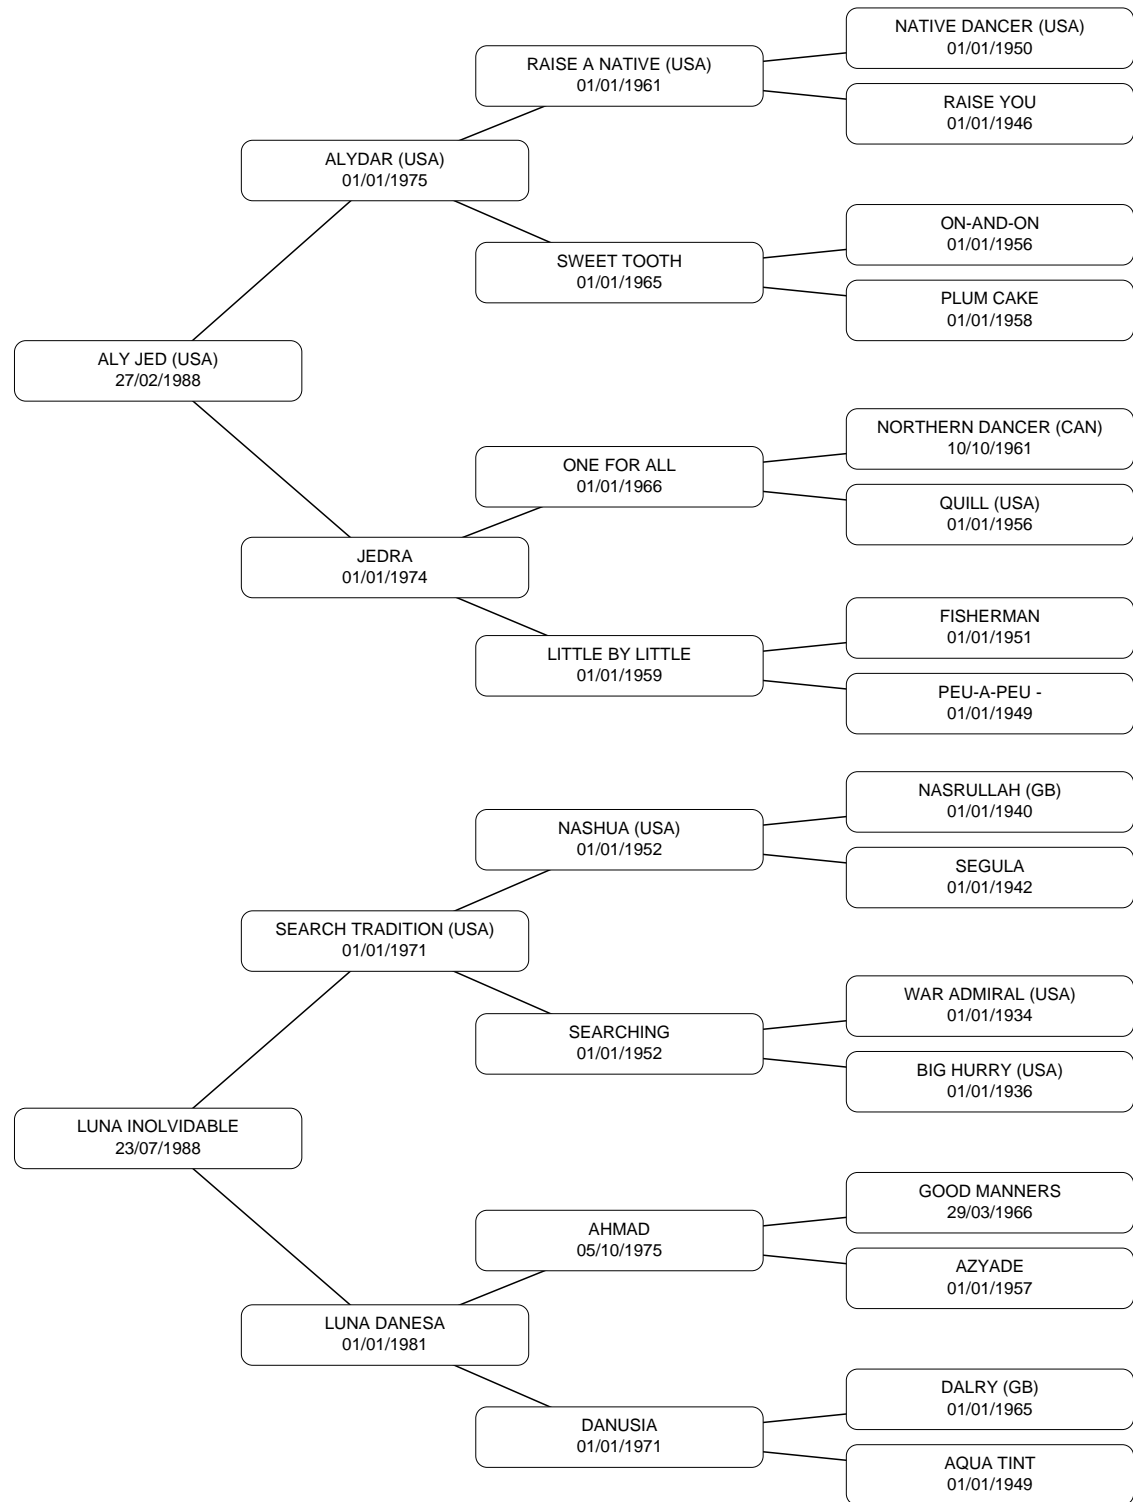 NATIVE DANCER (USA)
01/01/1950
RAISE A NATIVE (USA)
01/01/1961
RAISE YOU
01/01/1946
ALYDAR (USA)
01/01/1975
ON-AND-ON
01/01/1956
SWEET TOOTH
01/01/1965
PLUM CAKE
01/01/1958
ALY JED (USA)
27/02/1988
NORTHERN DANCER (CAN)
10/10/1961
ONE FOR ALL
01/01/1966
QUILL (USA)
01/01/1956
JEDRA
01/01/1974
FISHERMAN
01/01/1951
LITTLE BY LITTLE
01/01/1959
PEU-A-PEU -
01/01/1949
NASRULLAH (GB)
01/01/1940
NASHUA (USA)
01/01/1952
SEGULA
01/01/1942
SEARCH TRADITION (USA)
01/01/1971
WAR ADMIRAL (USA)
01/01/1934
SEARCHING
01/01/1952
BIG HURRY (USA)
01/01/1936
LUNA INOLVIDABLE
23/07/1988
GOOD MANNERS
29/03/1966
AHMAD
05/10/1975
AZYADE
01/01/1957
LUNA DANESA
01/01/1981
DALRY (GB)
01/01/1965
DANUSIA
01/01/1971
AQUA TINT
01/01/1949